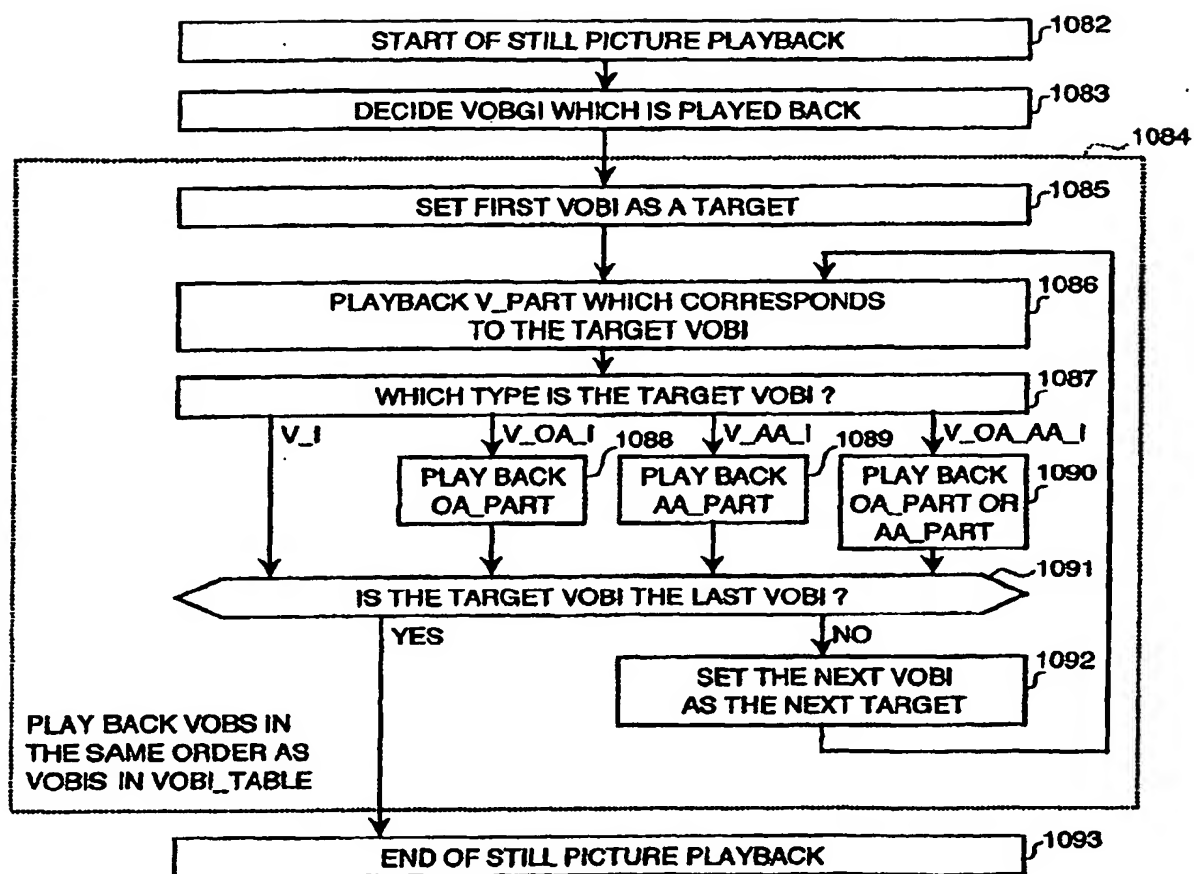 START OF STILL PICTURE PLAYBACK
1082
DECIDE VOBGI WHICH IS PLAYED BACK
1083
1084
SET FIRST VOBI AS A TARGET
1085
PLAYBACK V_PART WHICH CORRESPONDS
TO THE TARGET VOBI
1086
WHICH TYPE IS THE TARGET VOBI ?
1087
V_I
V_OA_I
V_AA_I
V_OA_AA_I
PLAY BACK
OA_PART
1088
PLAY BACK
AA_PART
1089
PLAY BACK
OA_PART OR
AA_PART
1090
IS THE TARGET VOBI THE LAST VOBI ?
1091
YES
NO
SET THE NEXT VOBI
AS THE NEXT TARGET
1092
PLAY BACK VOBS IN
THE SAME ORDER AS
VOBIS IN VOBI_TABLE
END OF STILL PICTURE PLAYBACK
1093